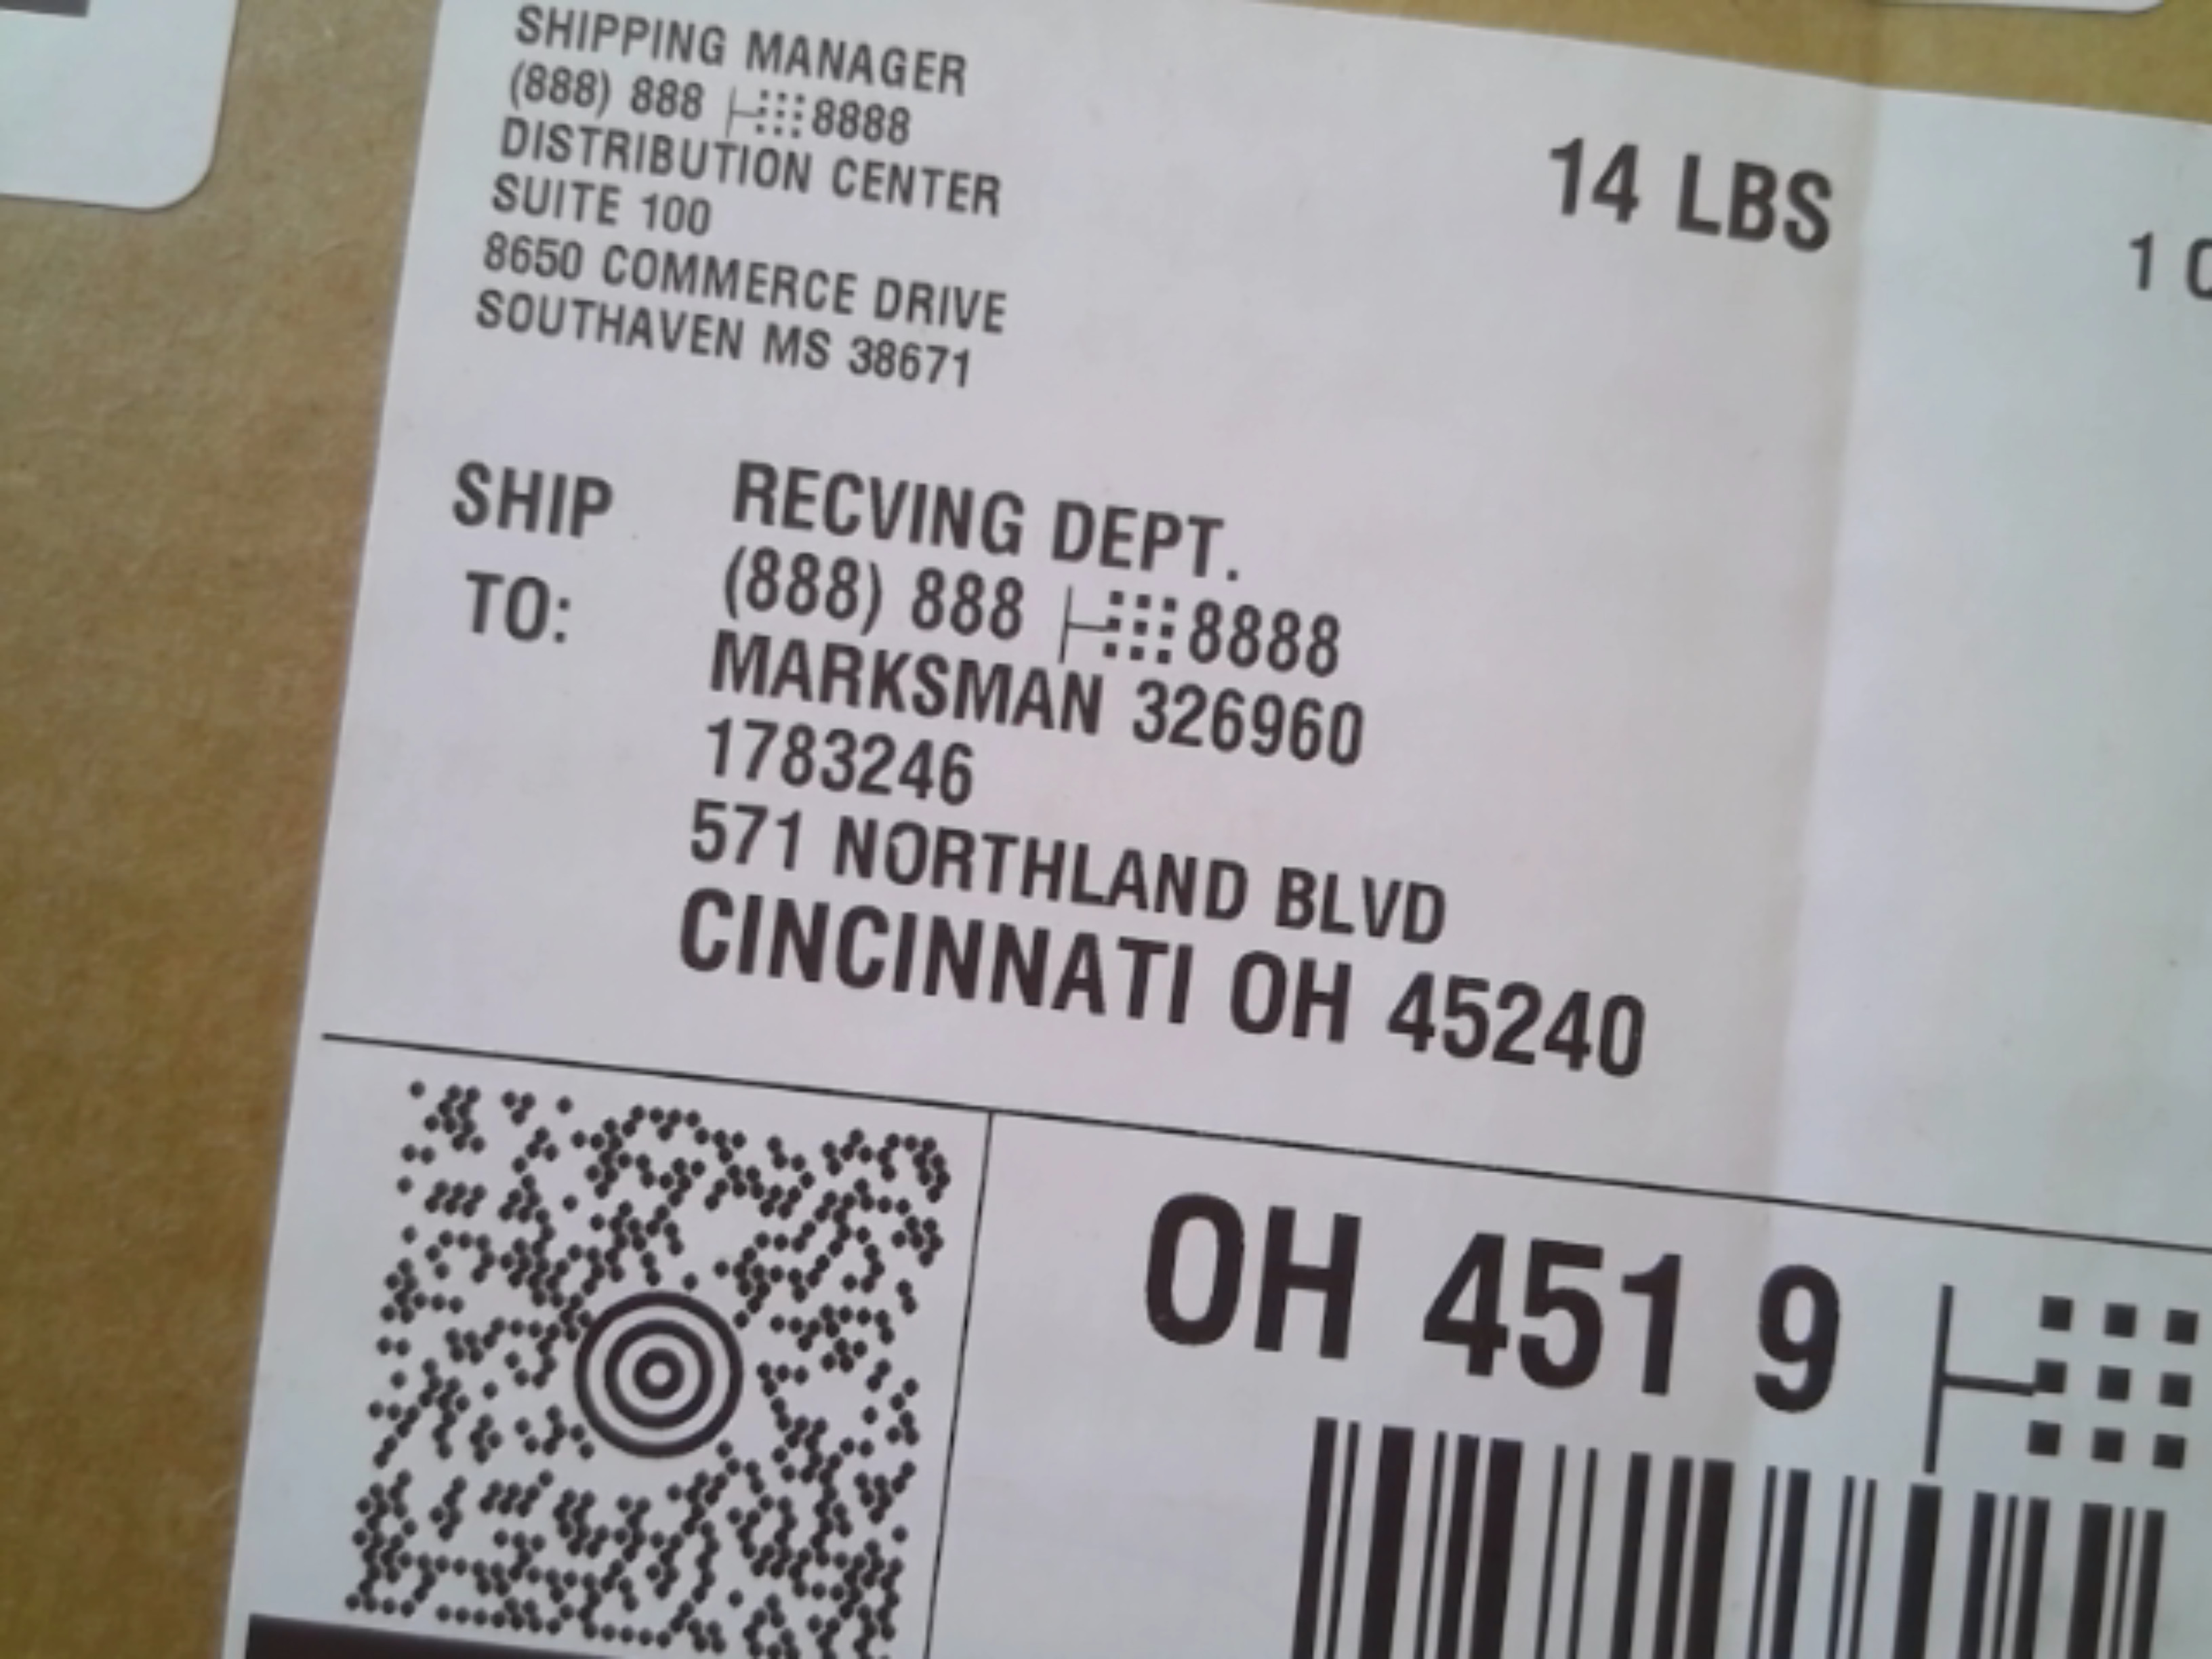 SHIPPING MANAGER
(888) 888 8888
DISTRIBUTION CENTER
SUITE 100
8650 COMMERCE DRIVE
SOUTHAVEN MS 38671
14 LBS
1
SHIP
TO:
RECVING DEPT.
(888) 888 8888
MARKSMAN 326960
1783246
571 NORTHLAND BLVD
CINCINNATI OH 45240
OH 451 9